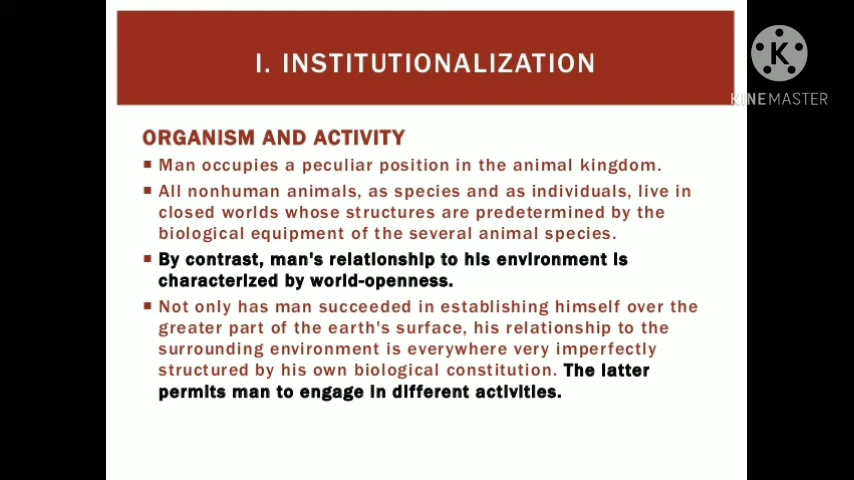 I. INSTITUTIONALIZATION
K
KINEMASTER
ORGANISM AND ACTIVITY
Man occupies a peculiar position in the animal kingdom.
All nonhuman animals, as species and as individuals, live in
closed worlds whose structures are predetermined by the
biological equipment of the several animal species.
By contrast, man's relationship to his environment is
characterized by world-openness.
Not only has man succeeded in establishing himself over the
greater part of the earth's surface, his relationship to the
surrounding environment is everywhere very imperfectly
structured by his own biological constitution. The latter
permits man to engage in different activities.